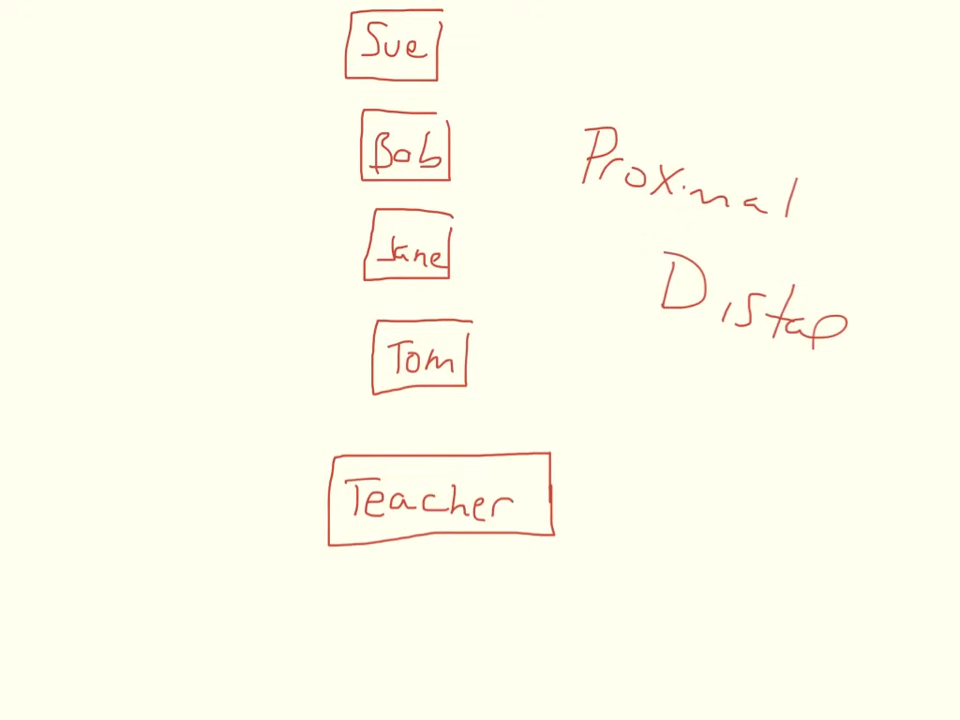 Sue
Bob
Proximal
Jane
Distal
Tom
Teacher